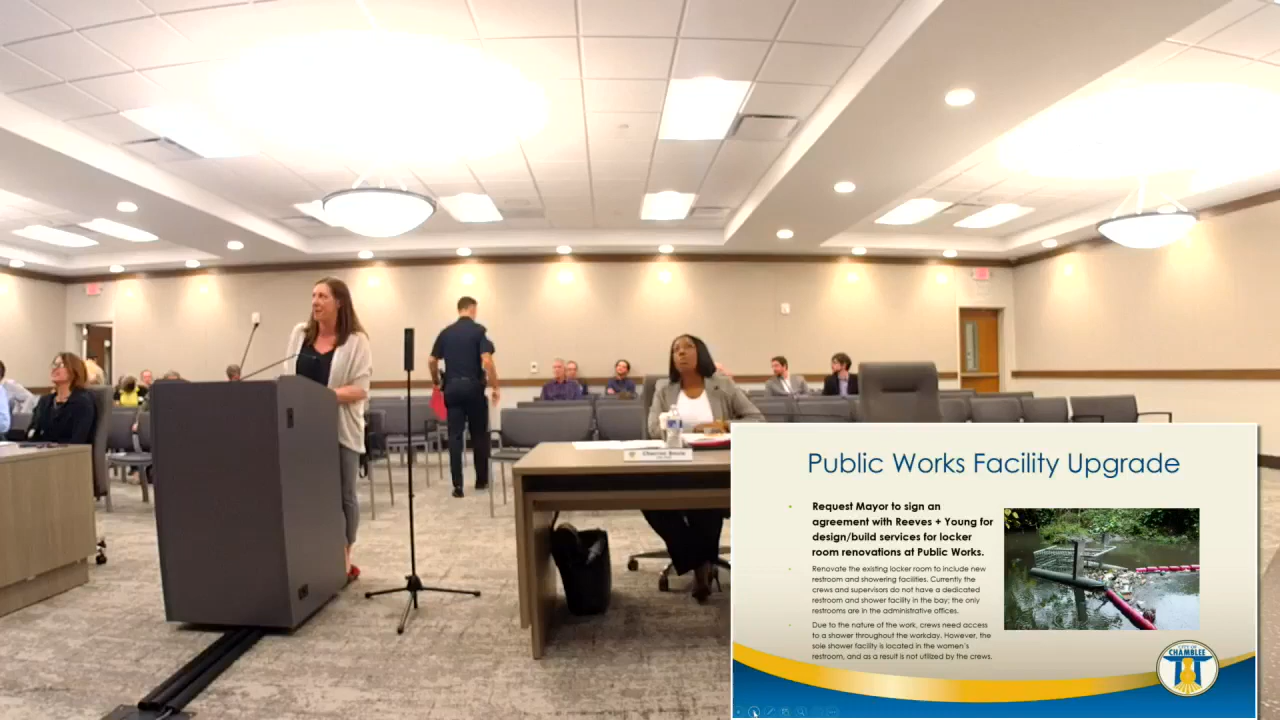 Public Works Facility Upgrade
Request Mayor to sign an
agreement with Reeves + Young for
design/build services for locker
room renovations at Public Works.
Renovate the existing locker room to include new
restroom and showering facilities. Currently the
crews and supervisors do not have a dedicated
restroom and shower facility in the bay; the only
restrooms are in the administrative offices.
Due to the nature of the work, crews need access
to a shower throughout the workday. However, the
sole shower facility is located in the women's
restroom, and as a result is not utilized by the crews.
CITY OF
CHAMBLEE